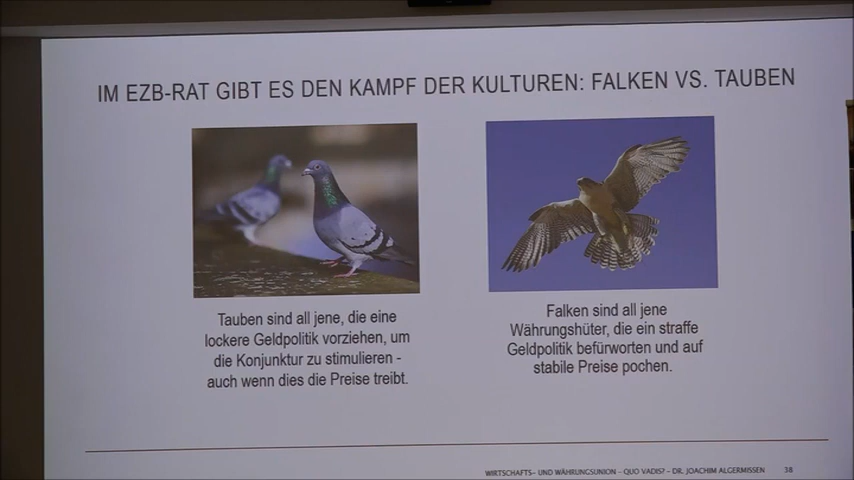 IM EZB-RAT GIBT ES DEN KAMPF DER KULTUREN: FALKEN VS. TAUBEN
Tauben sind all jene, die eine
lockere Geldpolitik vorziehen, um
die Konjunktur zu stimulieren -
auch wenn dies die Preise treibt.
Falken sind all jene
Währungshüter, die ein straffe
Geldpolitik befürworten und auf
stabile Preise pochen.
WIRTSCHAFTS- UND WÄHRUNGSUNION - QUO VADIS? - DR. JOACHIM ALGERMISSEN 38